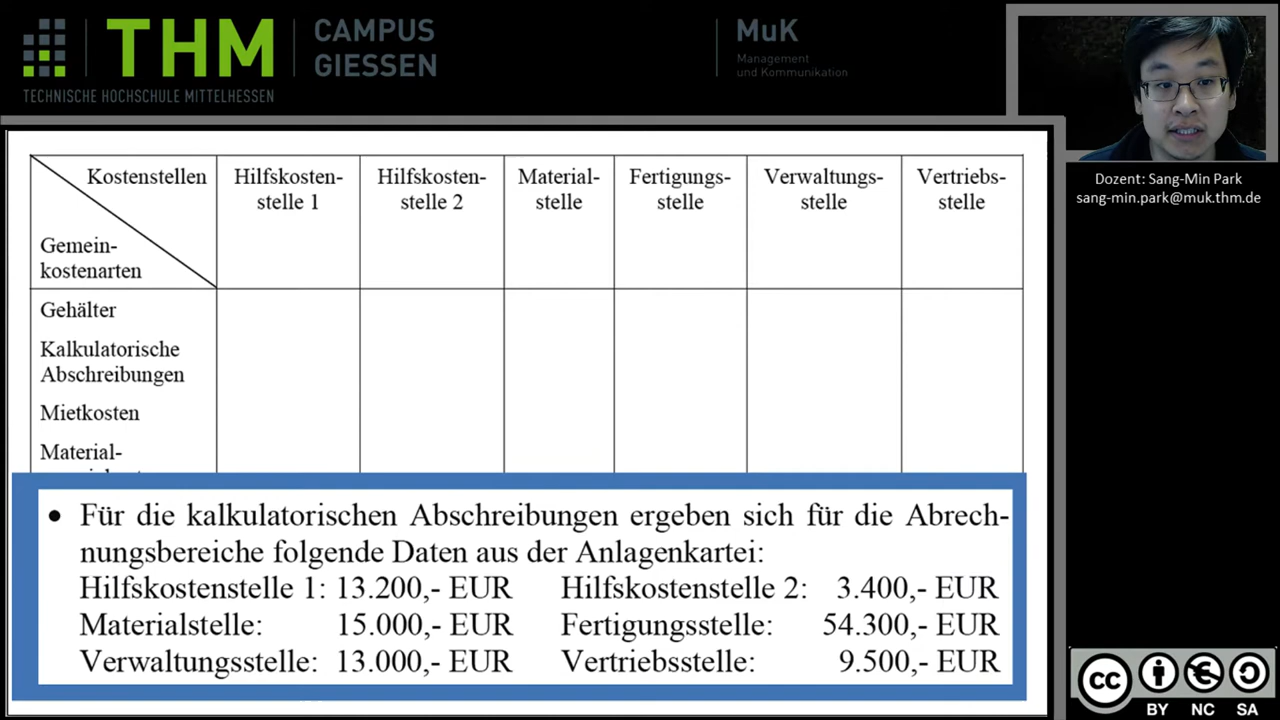 THM
CAMPUS
GIESSEN
TECHNISCHE HOCHSCHULE MITTELHESSEN
MuK
Management
und Kommunikation
Dozent: Sang-Min Park
sang-min.park@muk.thm.de
Kostenstellen
Gemein-
kostenarten
Hilfskosten-
stelle 1
Hilfskosten-
stelle 2
Material-
stelle
Fertigungs-
stelle
Verwaltungs-
stelle
Vertriebs-
stelle
Gehälter
Kalkulatorische
Abschreibungen
Mietkosten
Material-
• Für die kalkulatorischen Abschreibungen ergeben sich für die Abrech-
nungsbereiche folgende Daten aus der Anlagenkartei:
Hilfskostenstelle 1: 13.200,- EUR Hilfskostenstelle 2: 3.400,- EUR
Materialstelle: 15.000,- EUR Fertigungsstelle: 54.300,- EUR
Verwaltungsstelle: 13.000,- EUR Vertriebsstelle: 9.500,- EUR
cc
BY NC SA